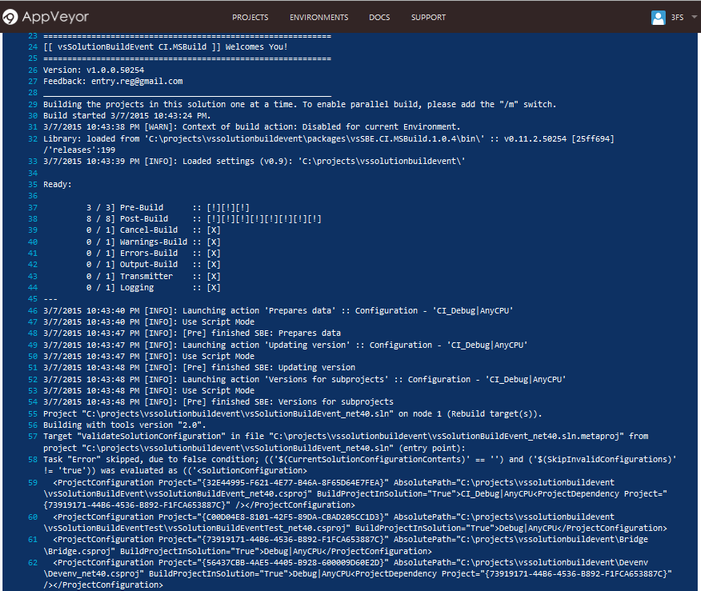 AppVeyor PROJECTS ENVIRONMENTS DOCS SUPPORT 3FS
23 =========================================================
24 [[ vsSolutionBuildEvent CI.MSBuild ]] Welcomes You!
25 =========================================================
26 Version: v1.0.0.50254
27 Feedback: entry.reg@gmail.com
28 _________________________________________________________
29 Building the projects in this solution one at a time. To enable parallel build, please add the "/m" switch.
30 Build started 3/7/2015 10:43:24 PM.
31 3/7/2015 10:43:38 PM [WARN]: Context of build action: Disabled for current Environment.
32 Library: loaded from 'C:\projects\vssolutionbuildevent\packages\vsSBE.CI.MSBuild.1.0.4\bin\' :: v0.11.2.50254 [25ff694]
/'releases':199
33 3/7/2015 10:43:39 PM [INFO]: Loaded settings (v0.9): 'C:\projects\vssolutionbuildevent\'
34
35 Ready:
36
37 3 / 3] Pre-Build :: [!][!][!]
38 8 / 8] Post-Build :: [!][!][!][!][!][!][!][!]
39 0 / 1] Cancel-Build :: [X]
40 0 / 1] Warnings-Build :: [X]
41 0 / 1] Errors-Build :: [X]
42 0 / 1] Output-Build :: [X]
43 0 / 1] Transmitter :: [X]
44 0 / 1] Logging :: [X]
45 ---
46 3/7/2015 10:43:40 PM [INFO]: Launching action 'Prepares data' :: Configuration - 'CI_Debug|AnyCPU'
47 3/7/2015 10:43:40 PM [INFO]: Use Script Mode
48 3/7/2015 10:43:47 PM [INFO]: [Pre] finished SBE: Prepares data
49 3/7/2015 10:43:47 PM [INFO]: Launching action 'Updating version' :: Configuration - 'CI_Debug|AnyCPU'
50 3/7/2015 10:43:47 PM [INFO]: Use Script Mode
51 3/7/2015 10:43:48 PM [INFO]: [Pre] finished SBE: Updating version
52 3/7/2015 10:43:48 PM [INFO]: Launching action 'Versions for subprojects' :: Configuration - 'CI_Debug|AnyCPU'
53 3/7/2015 10:43:48 PM [INFO]: Use Script Mode
54 3/7/2015 10:43:48 PM [INFO]: [Pre] finished SBE: Versions for subprojects
55 Project "C:\projects\vssolutionbuildevent\vsSolutionBuildEvent_net40.sln" on node 1 (Rebuild target(s)).
56 Building with tools version "2.0".
57 Target "ValidateSolutionConfiguration" in file "C:\projects\vssolutionbuildevent\vsSolutionBuildEvent_net40.sln.metaproj" from
project "C:\projects\vssolutionbuildevent\vsSolutionBuildEvent_net40.sln" (entry point):
58 Task "Error" skipped, due to false condition; (('$(CurrentSolutionConfigurationContents)' == '') and ('$(SkipInvalidConfigurations)'
!= 'true')) was evaluated as (('<SolutionConfiguration>
59 <ProjectConfiguration Project="{32E44995-F621-4E77-B46A-8F65D64E7FEA}" AbsolutePath="C:\projects\vssolutionbuildevent
\vsSolutionBuildEvent\vsSolutionBuildEvent_net40.csproj" BuildProjectInSolution="True">CI_Debug|AnyCPU<ProjectDependency Project="
{73919171-44B6-4536-B892-F1FCA653887C}" /></ProjectConfiguration>
60 <ProjectConfiguration Project="{C00D04E8-8101-42F5-89DA-CBAD205CC1D3}" AbsolutePath="C:\projects\vssolutionbuildevent
\vsSolutionBuildEventTest\vsSolutionBuildEventTest_net40.csproj" BuildProjectInSolution="True">Debug|AnyCPU</ProjectConfiguration>
61 <ProjectConfiguration Project="{73919171-44B6-4536-B892-F1FCA653887C}" AbsolutePath="C:\projects\vssolutionbuildevent\Bridge
\Bridge.csproj" BuildProjectInSolution="True">Debug|AnyCPU</ProjectConfiguration>
62 <ProjectConfiguration Project="{56437CBB-4AE5-4405-B928-600009D60E2D}" AbsolutePath="C:\projects\vssolutionbuildevent\Devenv
\Devenv_net40.csproj" BuildProjectInSolution="True">Debug|AnyCPU<ProjectDependency Project="{73919171-44B6-4536-B892-F1FCA653887C}"
/></ProjectConfiguration>